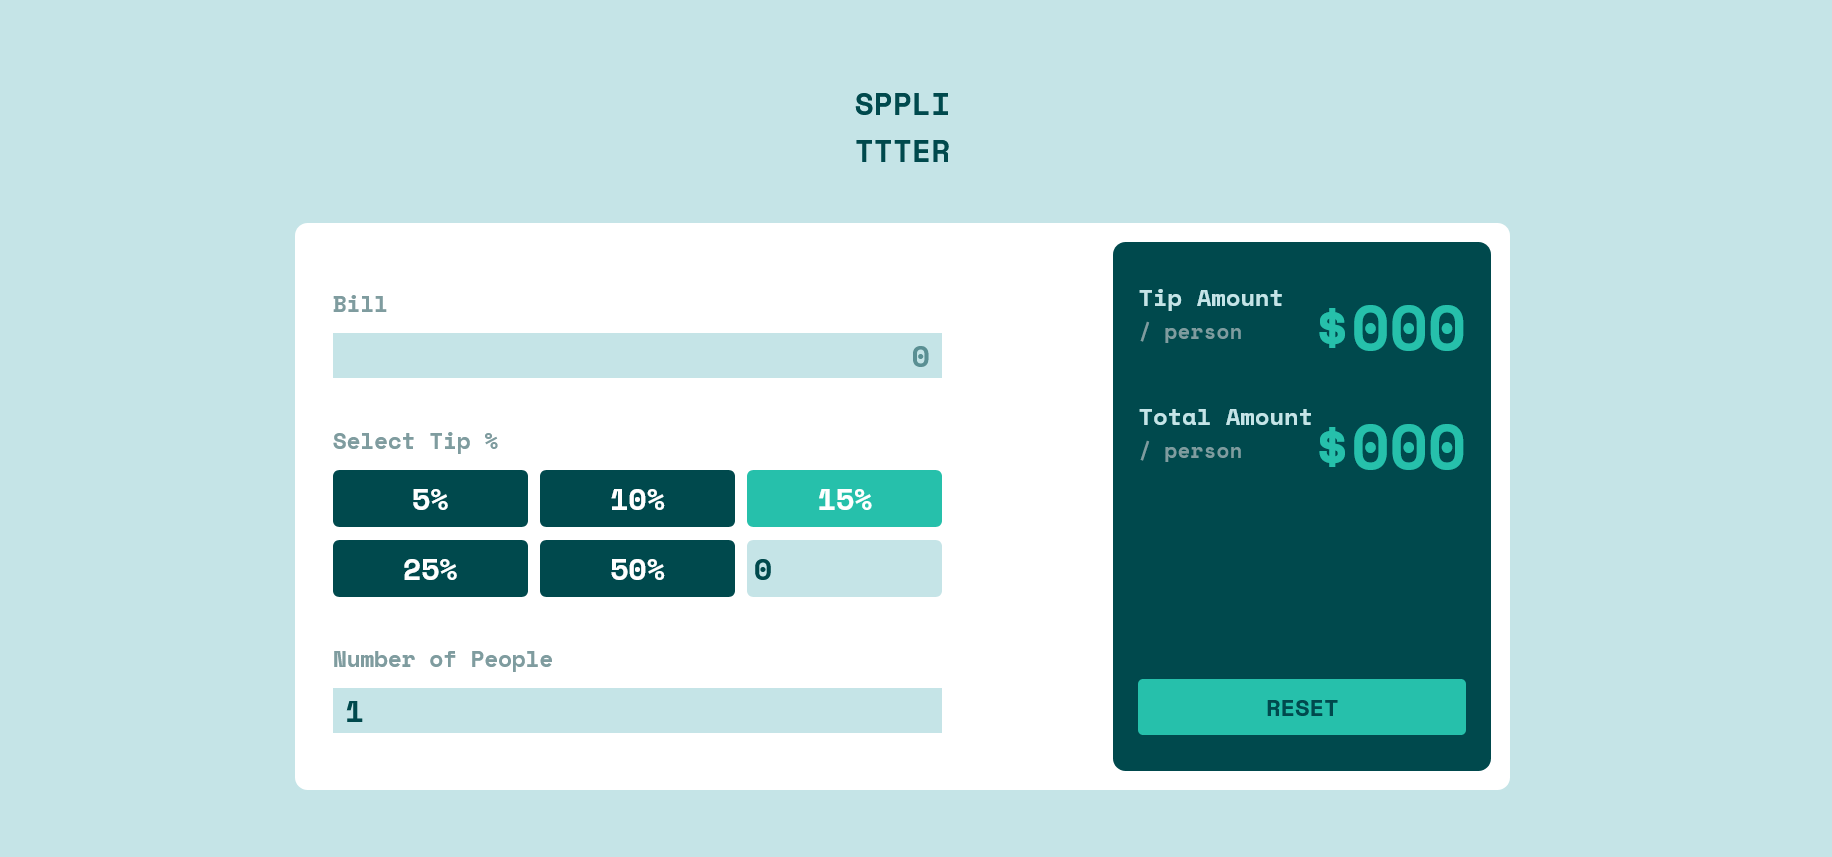 SPPLI
TTTER
Bill
0
Select Tip %
5% 10% 15%
25% 50% 0
Number of People
1
Tip Amount
/ person
$000
Total Amount
/ person
$000
RESET